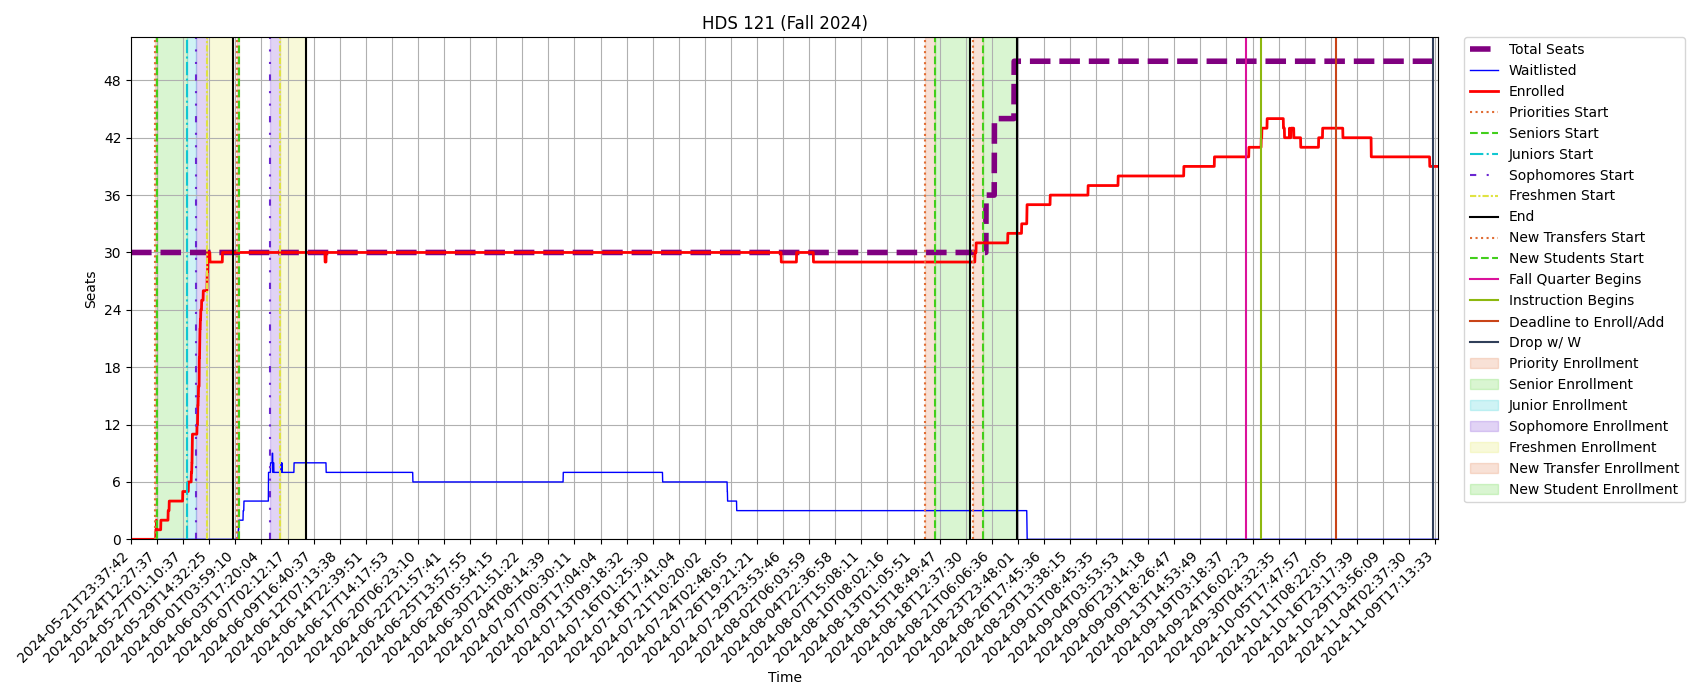 HDS 121 (Fall 2024)
Total Seats
Waitlisted
Enrolled
Priorities Start
Seniors Start
Juniors Start
Sophomores Start
Freshmen Start
End
New Transfers Start
New Students Start
Fall Quarter Begins
Instruction Begins
Deadline to Enroll/Add
Drop w/ W
Priority Enrollment
Senior Enrollment
Junior Enrollment
Sophomore Enrollment
Freshmen Enrollment
New Transfer Enrollment
New Student Enrollment
Seats
48
42
36
30
24
18
12
6
0
2024-05-21T23:37:42
2024-05-24T12:27:37
2024-05-27T01:10:37
2024-05-29T14:32:25
2024-06-01T03:59:10
2024-06-03T17:20:04
2024-06-07T02:12:17
2024-06-09T16:40:37
2024-06-12T07:13:38
2024-06-14T22:39:51
2024-06-17T14:17:53
2024-06-20T06:23:10
2024-06-22T21:57:41
2024-06-25T13:57:55
2024-06-28T05:54:15
2024-06-30T21:51:22
2024-07-04T08:14:39
2024-07-07T00:30:11
2024-07-09T17:04:04
2024-07-13T09:18:32
2024-07-16T01:25:30
2024-07-18T17:41:04
2024-07-21T10:20:02
2024-07-24T02:48:05
2024-07-26T19:21:21
2024-07-29T23:53:46
2024-08-02T06:03:59
2024-08-04T22:36:58
2024-08-07T15:08:11
2024-08-10T08:02:16
2024-08-13T01:05:51
2024-08-15T18:49:47
2024-08-18T12:37:30
2024-08-21T06:06:36
2024-08-23T23:48:01
2024-08-26T17:45:36
2024-08-29T13:38:15
2024-09-01T08:45:35
2024-09-04T03:53:53
2024-09-06T23:14:18
2024-09-09T18:26:47
2024-09-13T14:53:49
2024-09-19T03:18:37
2024-09-24T16:02:23
2024-09-30T04:32:35
2024-10-05T17:47:57
2024-10-11T08:22:05
2024-10-16T23:17:39
2024-10-29T13:56:09
2024-11-04T02:37:30
2024-11-09T17:13:33
Time